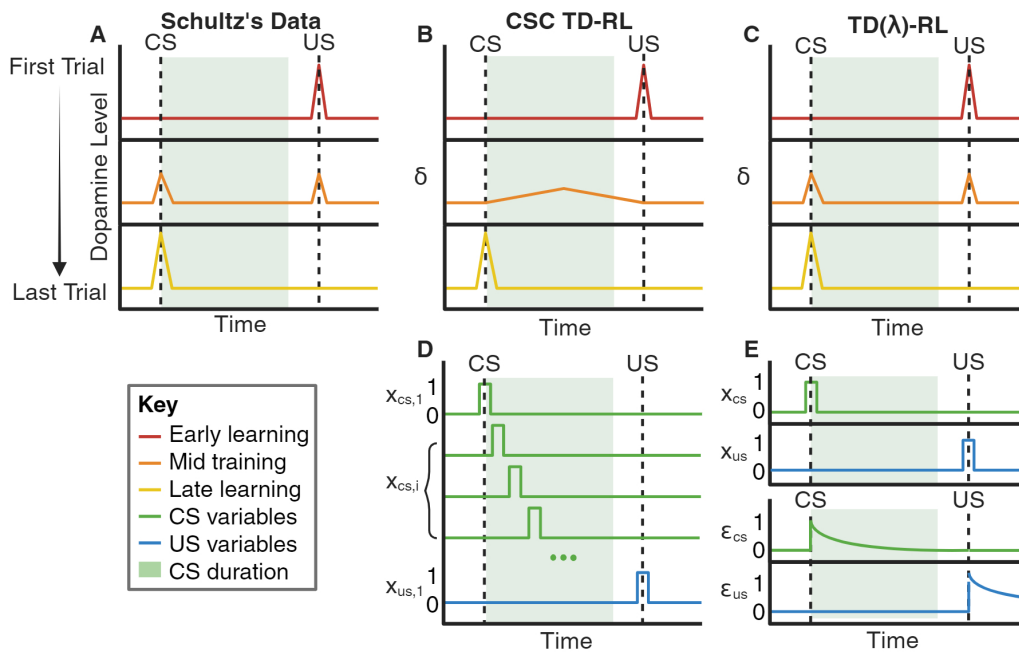 Schultz's Data
CSC TD-RL
TD(λ)-RL
A
CS
US
First Trial
Last Trial
Dopamine Level
Time
B
CS
US
δ
Time
C
CS
US
δ
Time
Key
Early learning
Mid training
Late learning
CS variables
US variables
CS duration
D
CS
US
x_cs,1
1
0
x_cs,i
x_us,1
1
0
Time
E
CS
US
x_cs
1
0
x_us
1
0
CS
US
ε_cs
1
0
ε_us
1
0
Time